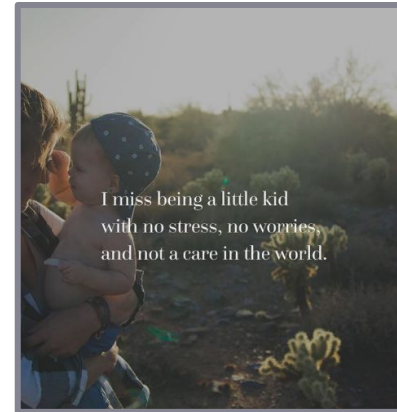 I miss being a little kid
with no stress, no worries,
and not a care in the world.